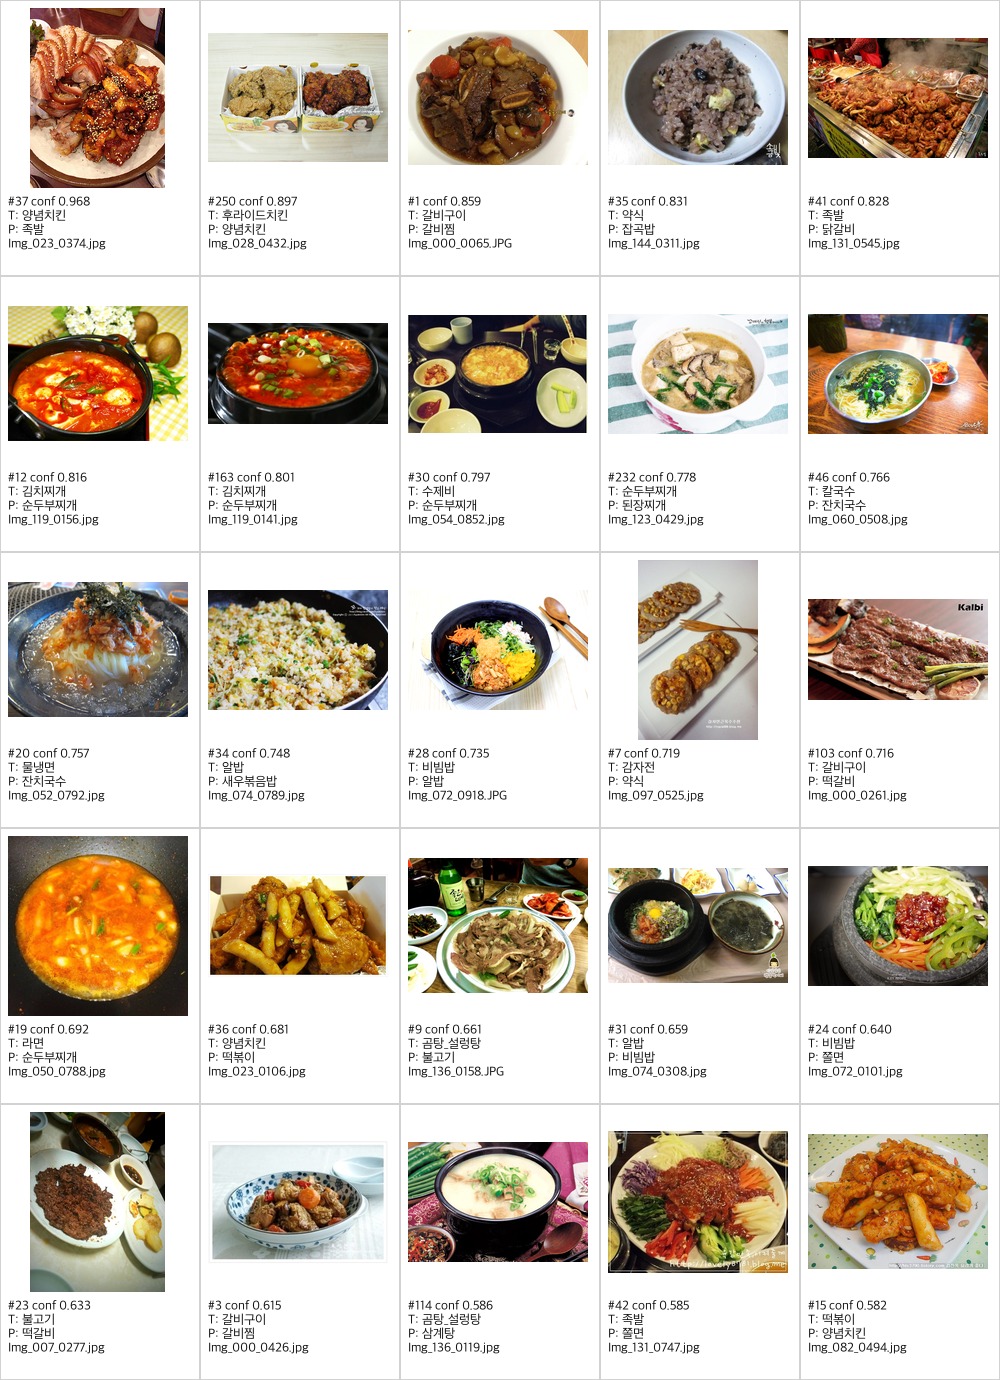 #37 conf 0.968
T: 양념치킨
P: 족발
Img_023_0374.jpg
#250 conf 0.897
T: 후라이드치킨
P: 양념치킨
Img_028_0432.jpg
#1 conf 0.859
T: 갈비구이
P: 갈비찜
Img_000_0065.JPG
#35 conf 0.831
T: 약식
P: 잡곡밥
Img_144_0311.jpg
#41 conf 0.828
T: 족발
P: 닭갈비
Img_131_0545.jpg
#12 conf 0.816
T: 김치찌개
P: 순두부찌개
Img_119_0156.jpg
#163 conf 0.801
T: 김치찌개
P: 순두부찌개
Img_119_0141.jpg
#30 conf 0.797
T: 수제비
P: 순두부찌개
Img_054_0852.jpg
#232 conf 0.778
T: 순두부찌개
P: 된장찌개
Img_123_0429.jpg
#46 conf 0.766
T: 칼국수
P: 잔치국수
Img_060_0508.jpg
#20 conf 0.757
T: 물냉면
P: 잔치국수
Img_052_0792.jpg
#34 conf 0.748
T: 알밥
P: 새우볶음밥
Img_074_0789.jpg
#28 conf 0.735
T: 비빔밥
P: 알밥
Img_072_0918.JPG
#7 conf 0.719
T: 감자전
P: 약식
Img_097_0525.jpg
Kalbi
#103 conf 0.716
T: 갈비구이
P: 떡갈비
Img_000_0261.jpg
#19 conf 0.692
T: 라면
P: 순두부찌개
Img_050_0788.jpg
#36 conf 0.681
T: 양념치킨
P: 떡볶이
Img_023_0106.jpg
#9 conf 0.661
T: 곰탕_설렁탕
P: 불고기
Img_136_0158.JPG
#31 conf 0.659
T: 알밥
P: 비빔밥
Img_074_0308.jpg
#24 conf 0.640
T: 비빔밥
P: 쫄면
Img_072_0101.jpg
#23 conf 0.633
T: 불고기
P: 떡갈비
Img_007_0277.jpg
#3 conf 0.615
T: 갈비구이
P: 갈비찜
Img_000_0426.jpg
#114 conf 0.586
T: 곰탕_설렁탕
P: 삼계탕
Img_136_0119.jpg
#42 conf 0.585
T: 족발
P: 쫄면
Img_131_0747.jpg
#15 conf 0.582
T: 떡볶이
P: 양념치킨
Img_082_0494.jpg